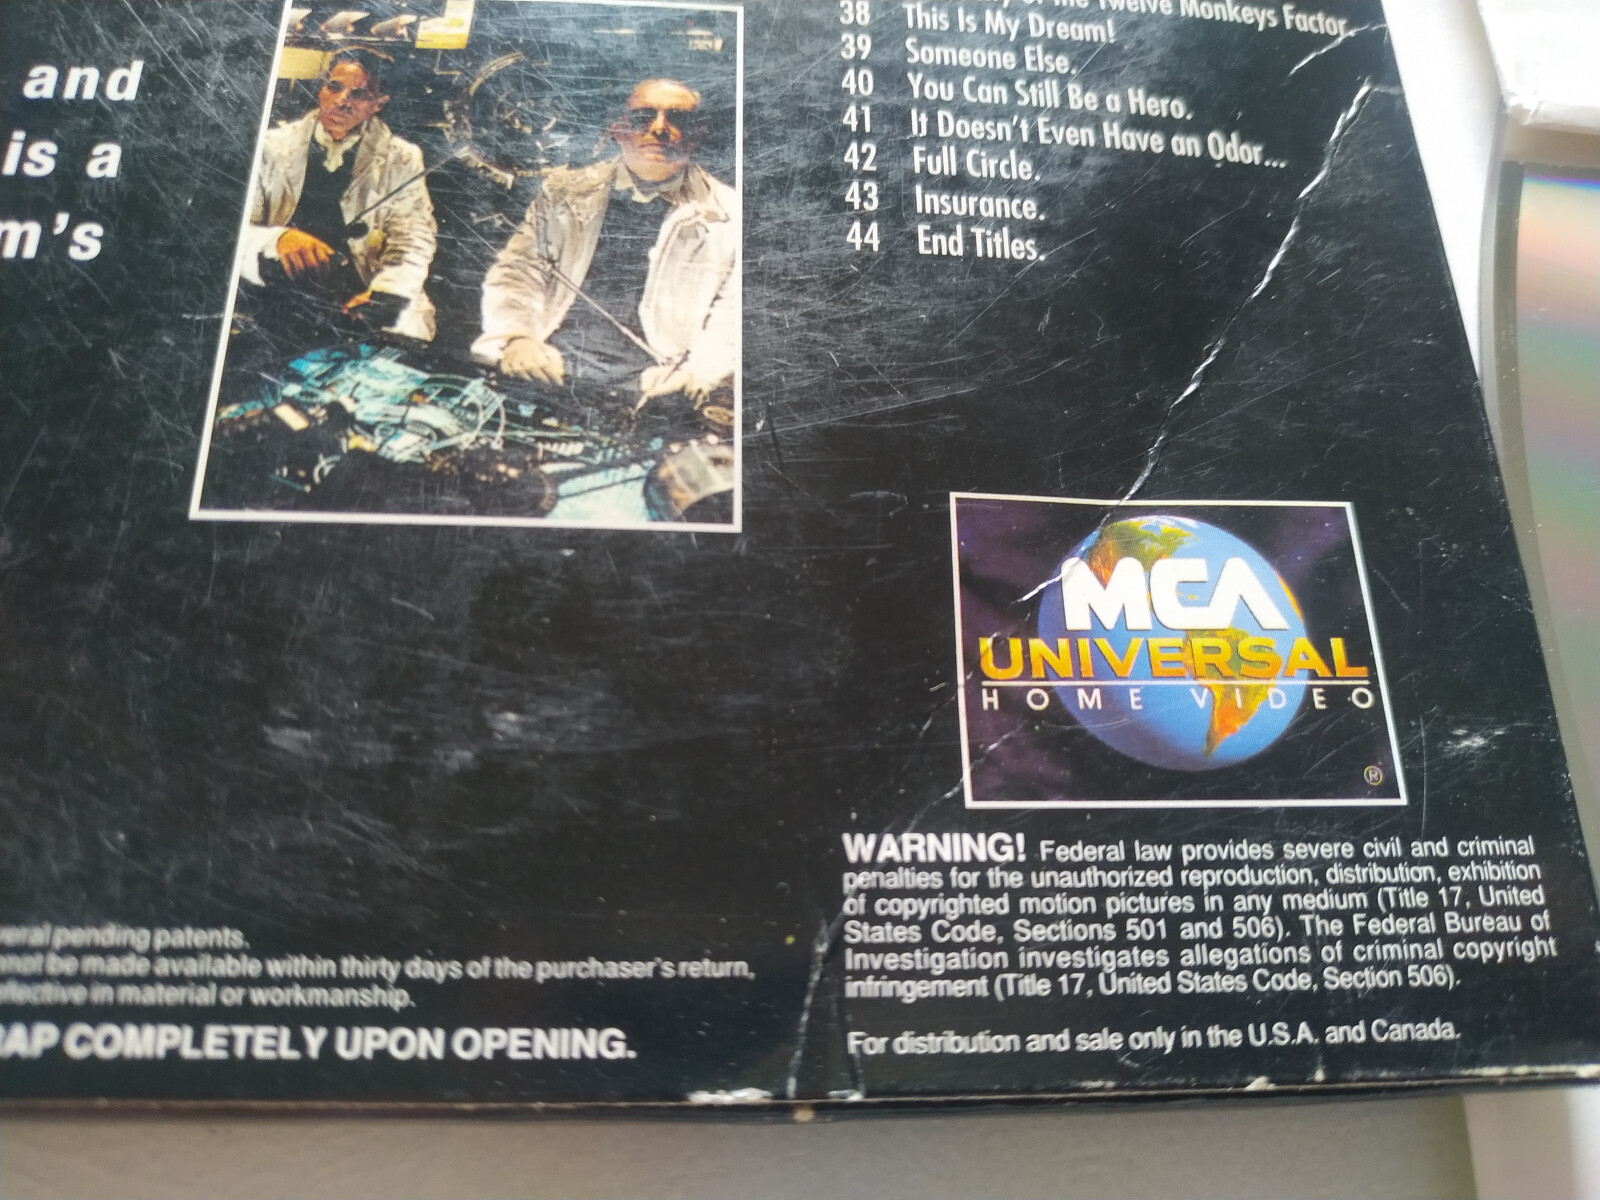 and
is a
m's
Twelve Monkeys Factor.
38 This Is My Dream!
39 Someone Else.
40 You Can Still Be a Hero.
41 It Doesn't Even Have an Odor...
42 Full Circle.
43 Insurance.
44 End Titles.
MCA
UNIVERSAL
HOME VIDEO
®
WARNING! Federal law provides severe civil and criminal
penalties for the unauthorized reproduction, distribution, exhibition
of copyrighted motion pictures in any medium (Title 17, United
States Code, Sections 501 and 506). The Federal Bureau of
Investigation investigates allegations of criminal copyright
infringement (Title 17, United States Code, Section 506).
For distribution and sale only in the U.S.A. and Canada.
pending patents.
not be made available within thirty days of the purchaser's return,
in material or workmanship.
RAP COMPLETELY UPON OPENING.